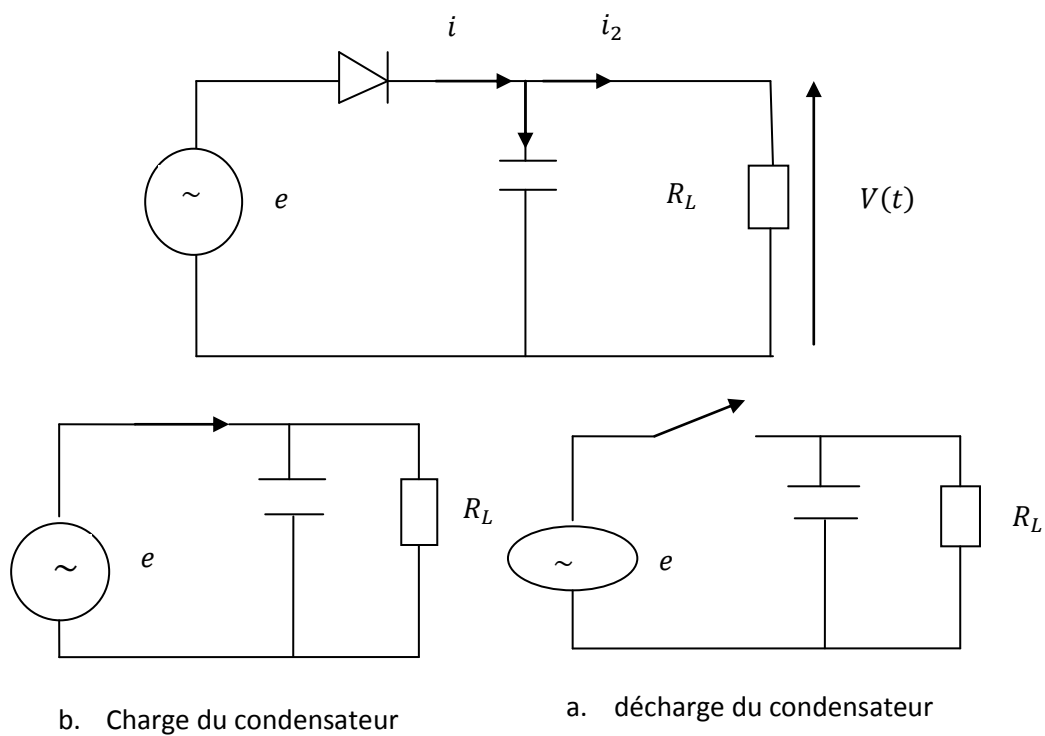 i i₂
~ e R_L V(t)
~ e R_L
~ e R_L
b. Charge du condensateur
a. décharge du condensateur